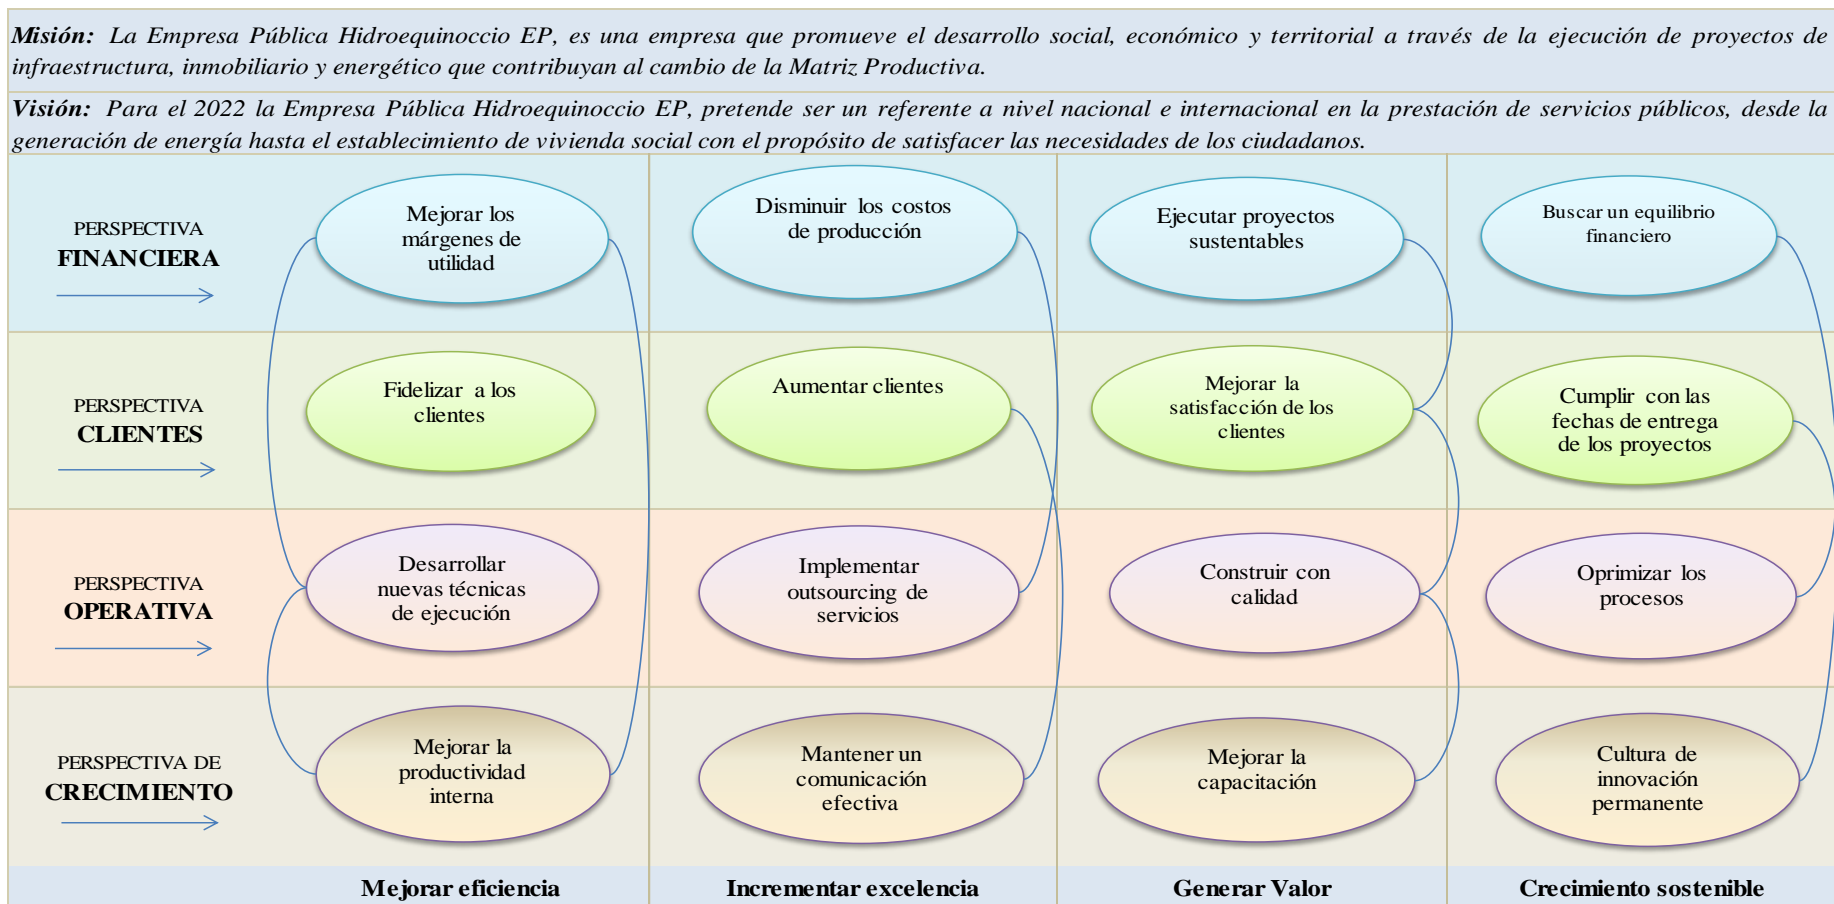 Misión: La Empresa Pública Hidroequinoccio EP, es una empresa que promueve el desarrollo social, económico y territorial a través de la ejecución de proyectos de
infraestructura, inmobiliario y energético que contribuyan al cambio de la Matriz Productiva.
Visión: Para el 2022 la Empresa Pública Hidroequinoccio EP, pretende ser un referente a nivel nacional e internacional en la prestación de servicios públicos, desde la
generación de energía hasta el establecimiento de vivienda social con el propósito de satisfacer las necesidades de los ciudadanos.
PERSPECTIVA
FINANCIERA
Mejorar los
márgenes de
utilidad
Disminuir los costos
de producción
Ejecutar proyectos
sustentables
Buscar un equilibrio
financiero
PERSPECTIVA
CLIENTES
Fidelizar a los
clientes
Aumentar clientes
Mejorar la
satisfacción de los
clientes
Cumplir con las
fechas de entrega
de los proyectos
PERSPECTIVA
OPERATIVA
Desarrollar
nuevas técnicas
de ejecución
Implementar
outsourcing de
servicios
Construir con
calidad
Oprimizar los
procesos
PERSPECTIVA DE
CRECIMIENTO
Mejorar la
productividad
interna
Mantener un
comunicación
efectiva
Mejorar la
capacitación
Cultura de
innovación
permanente
Mejorar eficiencia
Incrementar excelencia
Generar Valor
Crecimiento sostenible